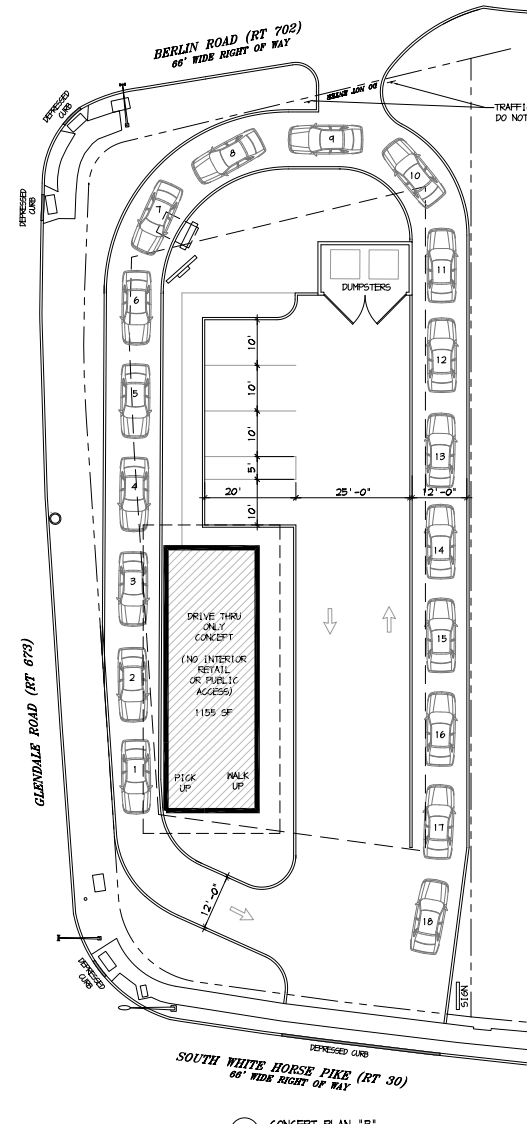 BERLIN ROAD (RT 702)
66' WIDE RIGHT OF WAY
DEPRESSED
CURB
DO NOT ENTER
TRAFFI
DO NOT
DEPRESSED
CURB
9
8
10
7
11
6
DUMPSTERS
12
5
10'
10'
10'
5'
10'
13
4
20'
25'-0"
12'-0"
14
3
DRIVE THRU
ONLY
CONCEPT
(NO INTERIOR
RETAIL
OR PUBLIC
ACCESS)
1155 SF
15
2
16
1
PICK
UP
WALK
UP
17
GLENDALE ROAD (RT 673)
12'-0"
18
DEPRESSED
CURB
SIGN
DEPRESSED CURB
SOUTH WHITE HORSE PIKE (RT 30)
66' WIDE RIGHT OF WAY
CONCEPT PLAN "B"